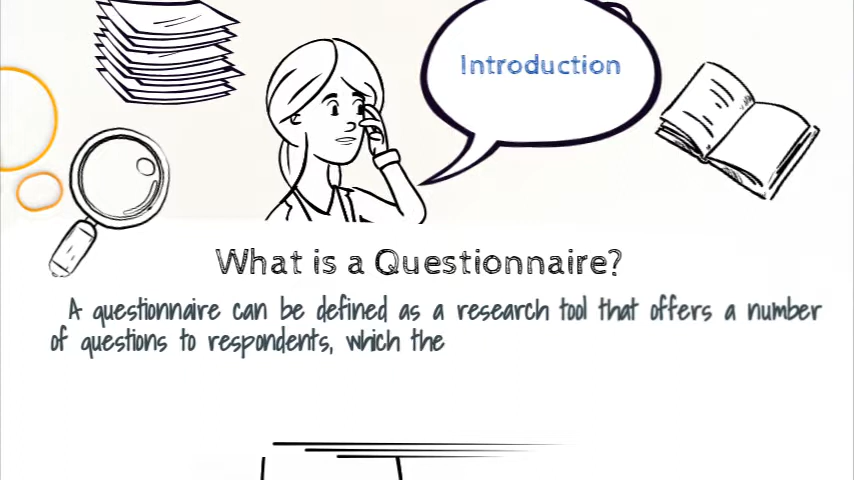 Introduction
What is a Questionnaire?
A questionnaire can be defined as a research tool that offers a number
of questions to respondents, which the